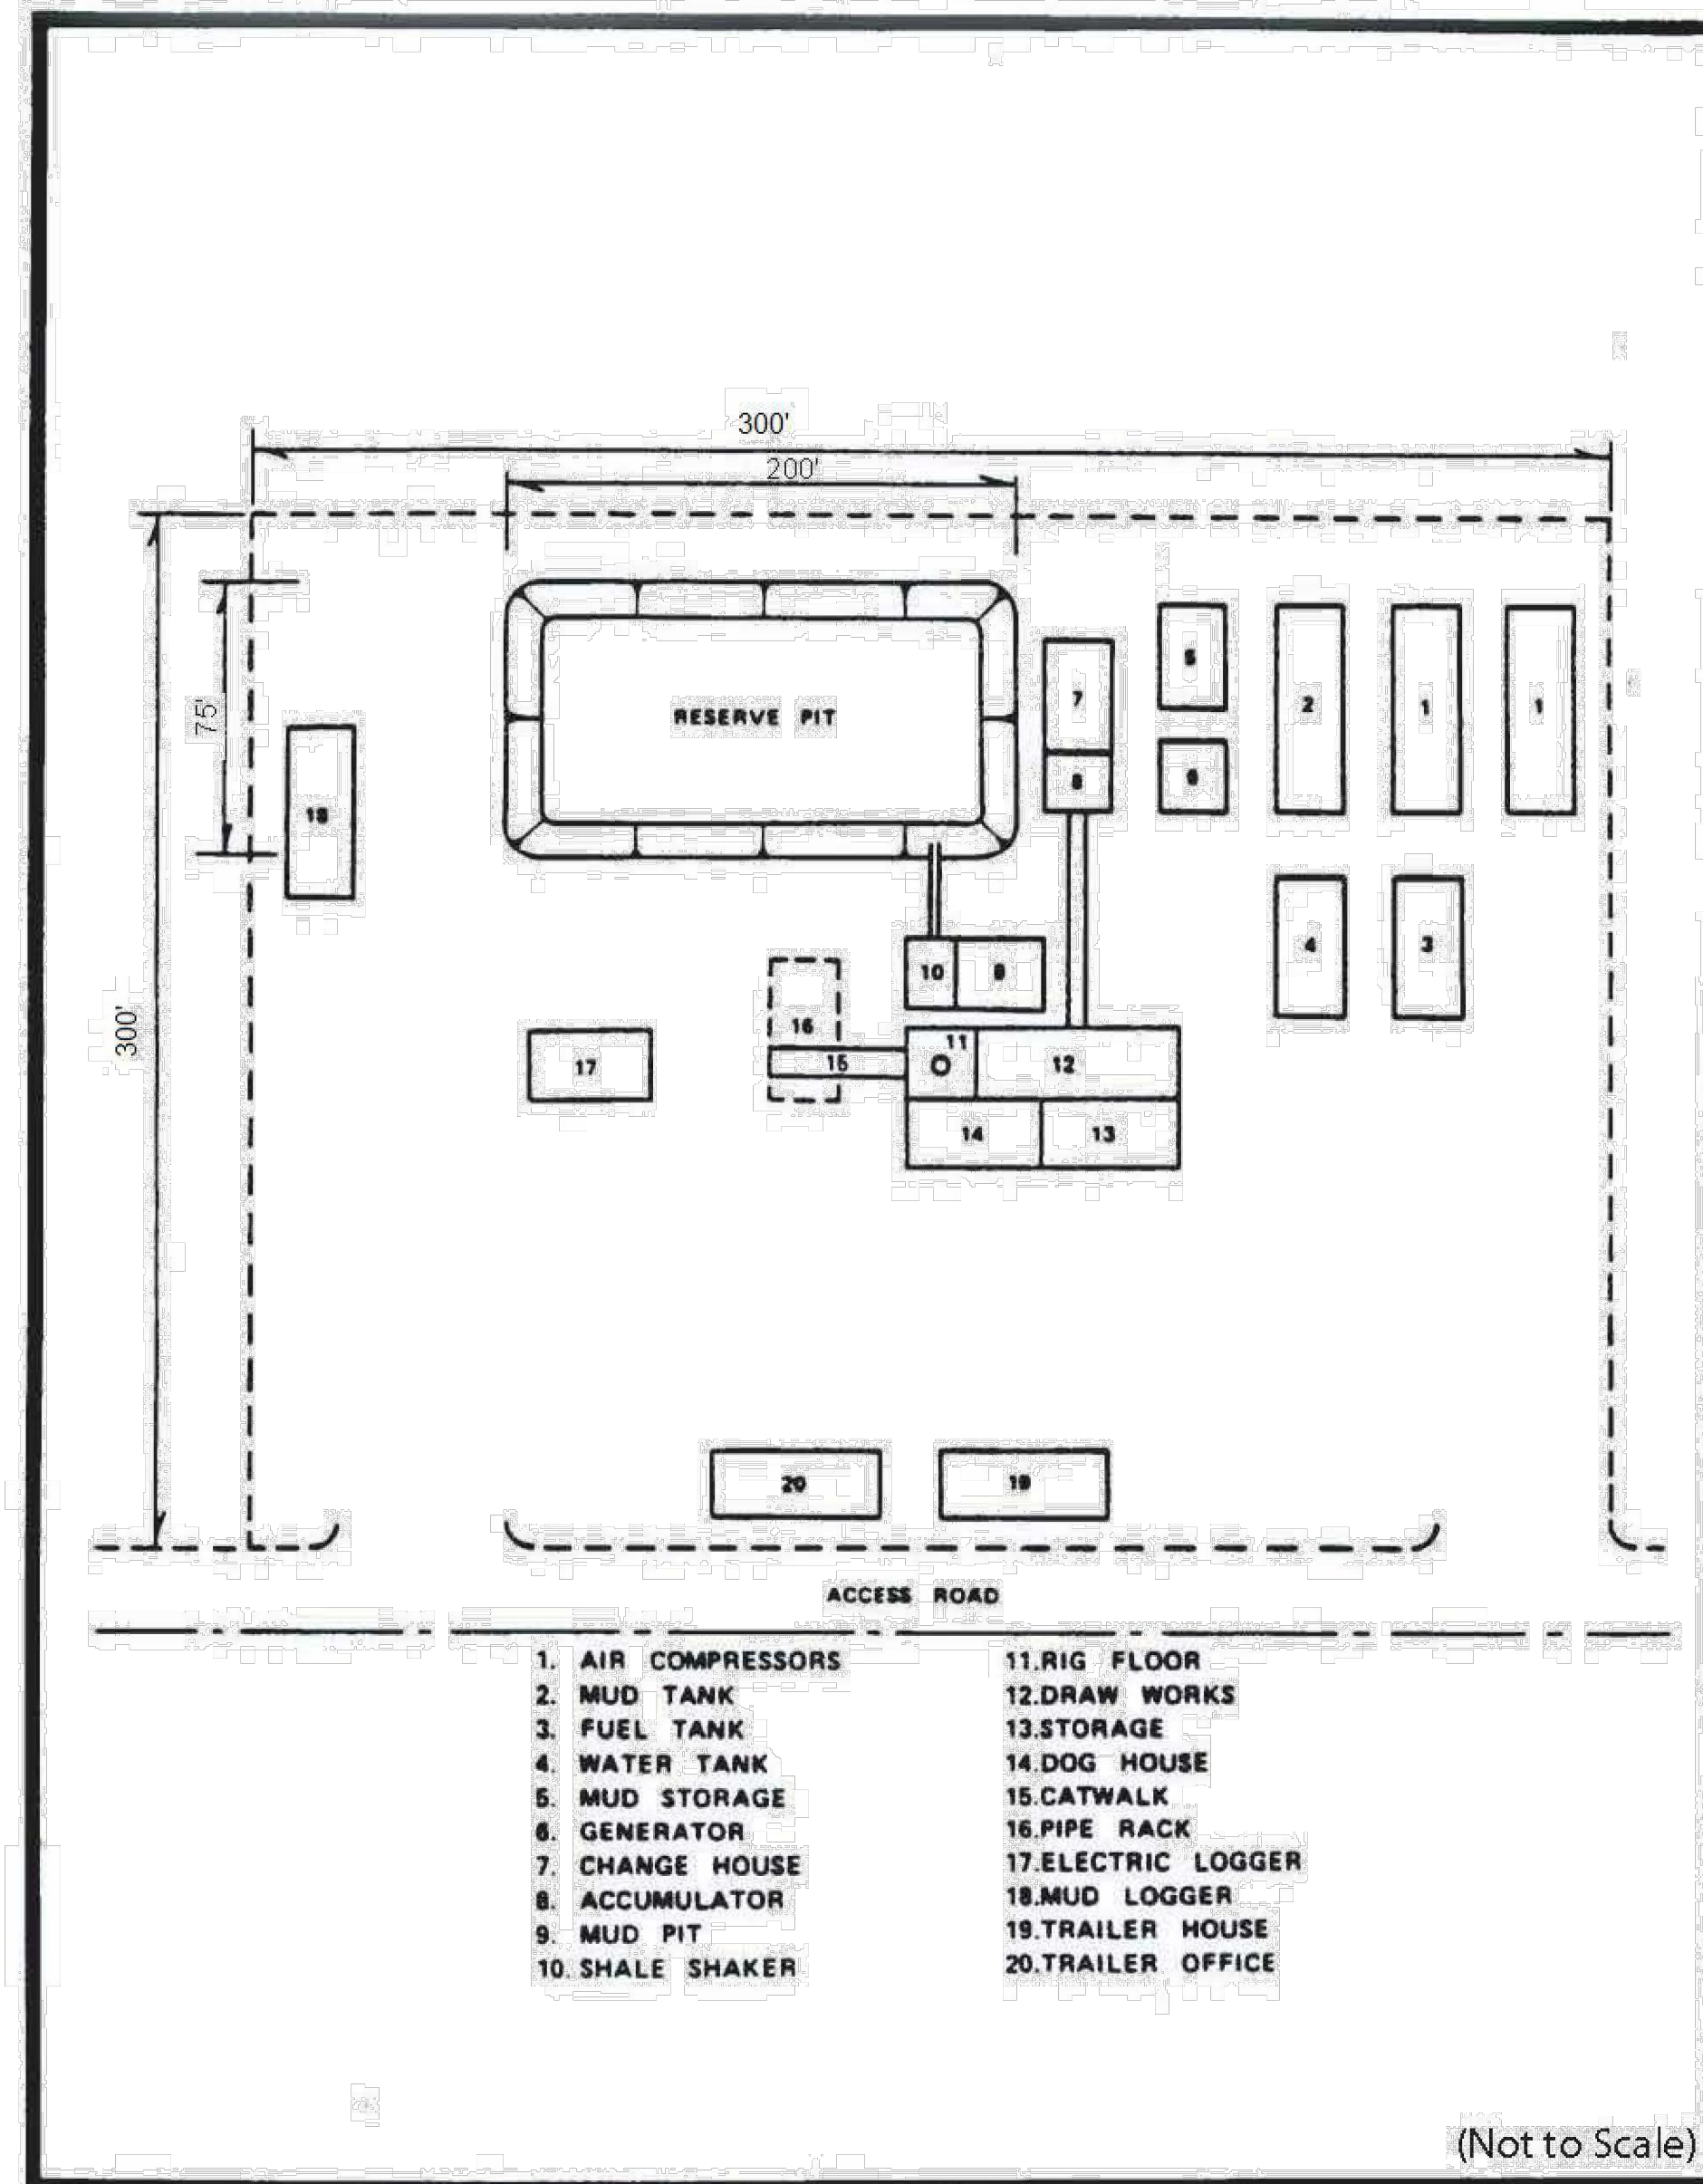 300'
200'
75'
300'
RESERVE PIT
7
8
5
6
2
1
1
18
4
3
10
9
16
15
17
11
12
14
13
20
19
ACCESS ROAD
1. AIR COMPRESSORS
2. MUD TANK
3. FUEL TANK
4. WATER TANK
5. MUD STORAGE
6. GENERATOR
7. CHANGE HOUSE
8. ACCUMULATOR
9. MUD PIT
10. SHALE SHAKER
11.RIG FLOOR
12.DRAW WORKS
13.STORAGE
14.DOG HOUSE
15.CATWALK
16.PIPE RACK
17.ELECTRIC LOGGER
18.MUD LOGGER
19.TRAILER HOUSE
20.TRAILER OFFICE
(Not to Scale)